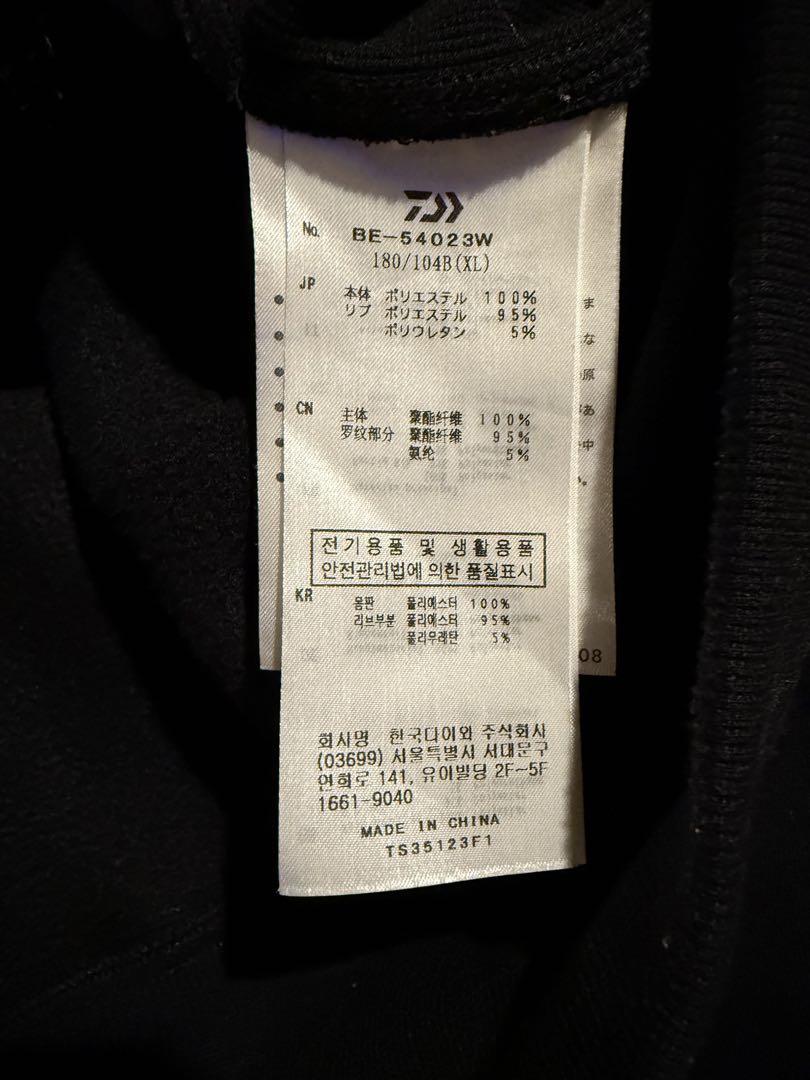 No. BE-54023W
180/104B(XL)
JP 本体 ポリエステル 100%
リブ ポリエステル 95%
ポリウレタン 5%
CN 主体 聚酯纤维 100%
罗纹部分 聚酯纤维 95%
氨纶 5%
전기용품 및 생활용품
안전관리법에 의한 품질표시
KR 몸판 폴리에스터 100%
리브부분 폴리에스터 95%
폴리우레탄 5%
회사명 한국다이와 주식회사
(03699) 서울특별시 서대문구
연희로 141, 유이빌딩 2F~5F
1661-9040
MADE IN CHINA
TS35123F1
ま
な
原
あ
中
。
08